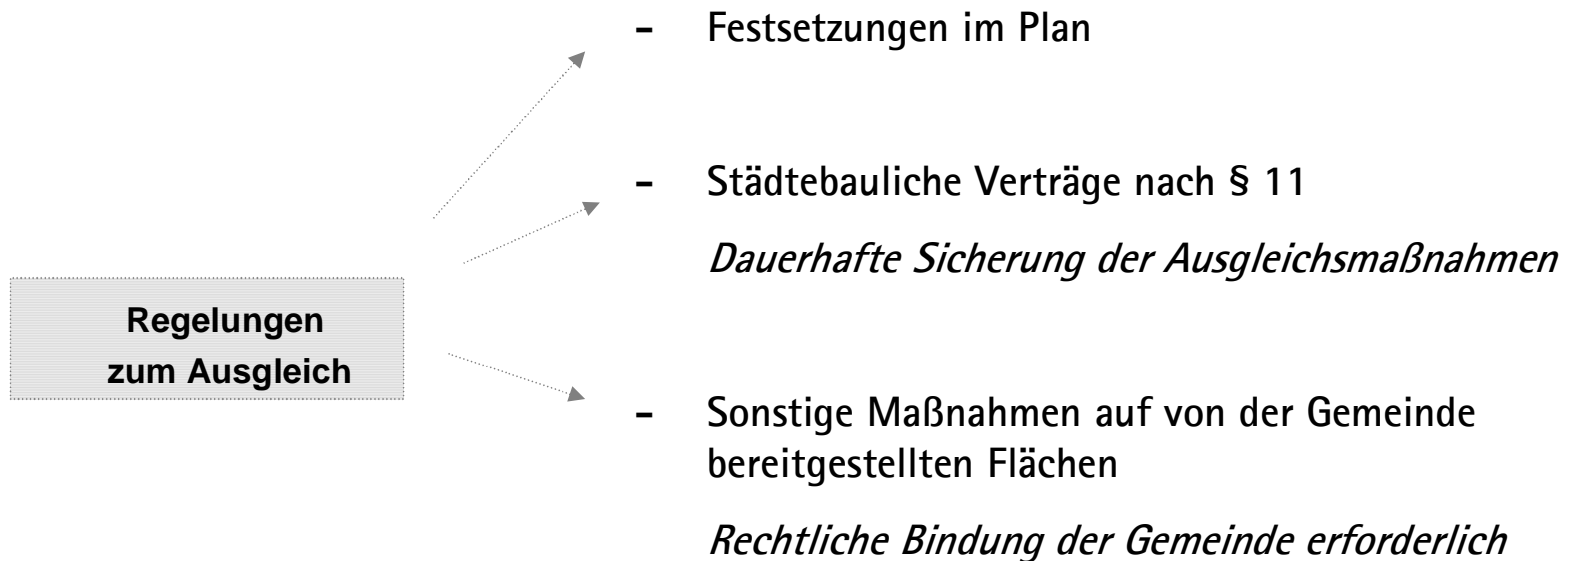 - Festsetzungen im Plan
- Städtebauliche Verträge nach § 11
Dauerhafte Sicherung der Ausgleichsmaßnahmen
Regelungen
zum Ausgleich
- Sonstige Maßnahmen auf von der Gemeinde
bereitgestellten Flächen
Rechtliche Bindung der Gemeinde erforderlich